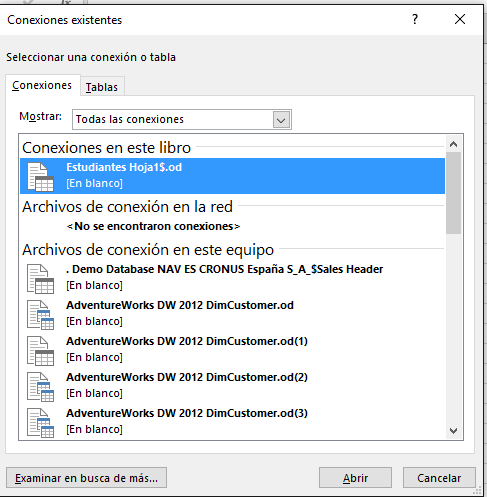 Conexiones existentes
Seleccionar una conexión o tabla
Conexiones
Tablas
Mostrar:
Todas las conexiones
Conexiones en este libro
Estudiantes Hoja1$.od
[En blanco]
Archivos de conexión en la red
<No se encontraron conexiones>
Archivos de conexión en este equipo
. Demo Database NAV ES CRONUS España S_A_$Sales Header
[En blanco]
AdventureWorks DW 2012 DimCustomer.od
[En blanco]
AdventureWorks DW 2012 DimCustomer.od(1)
[En blanco]
AdventureWorks DW 2012 DimCustomer.od(2)
[En blanco]
AdventureWorks DW 2012 DimCustomer.od(3)
[En blanco]
Examinar en busca de más...
Abrir
Cancelar